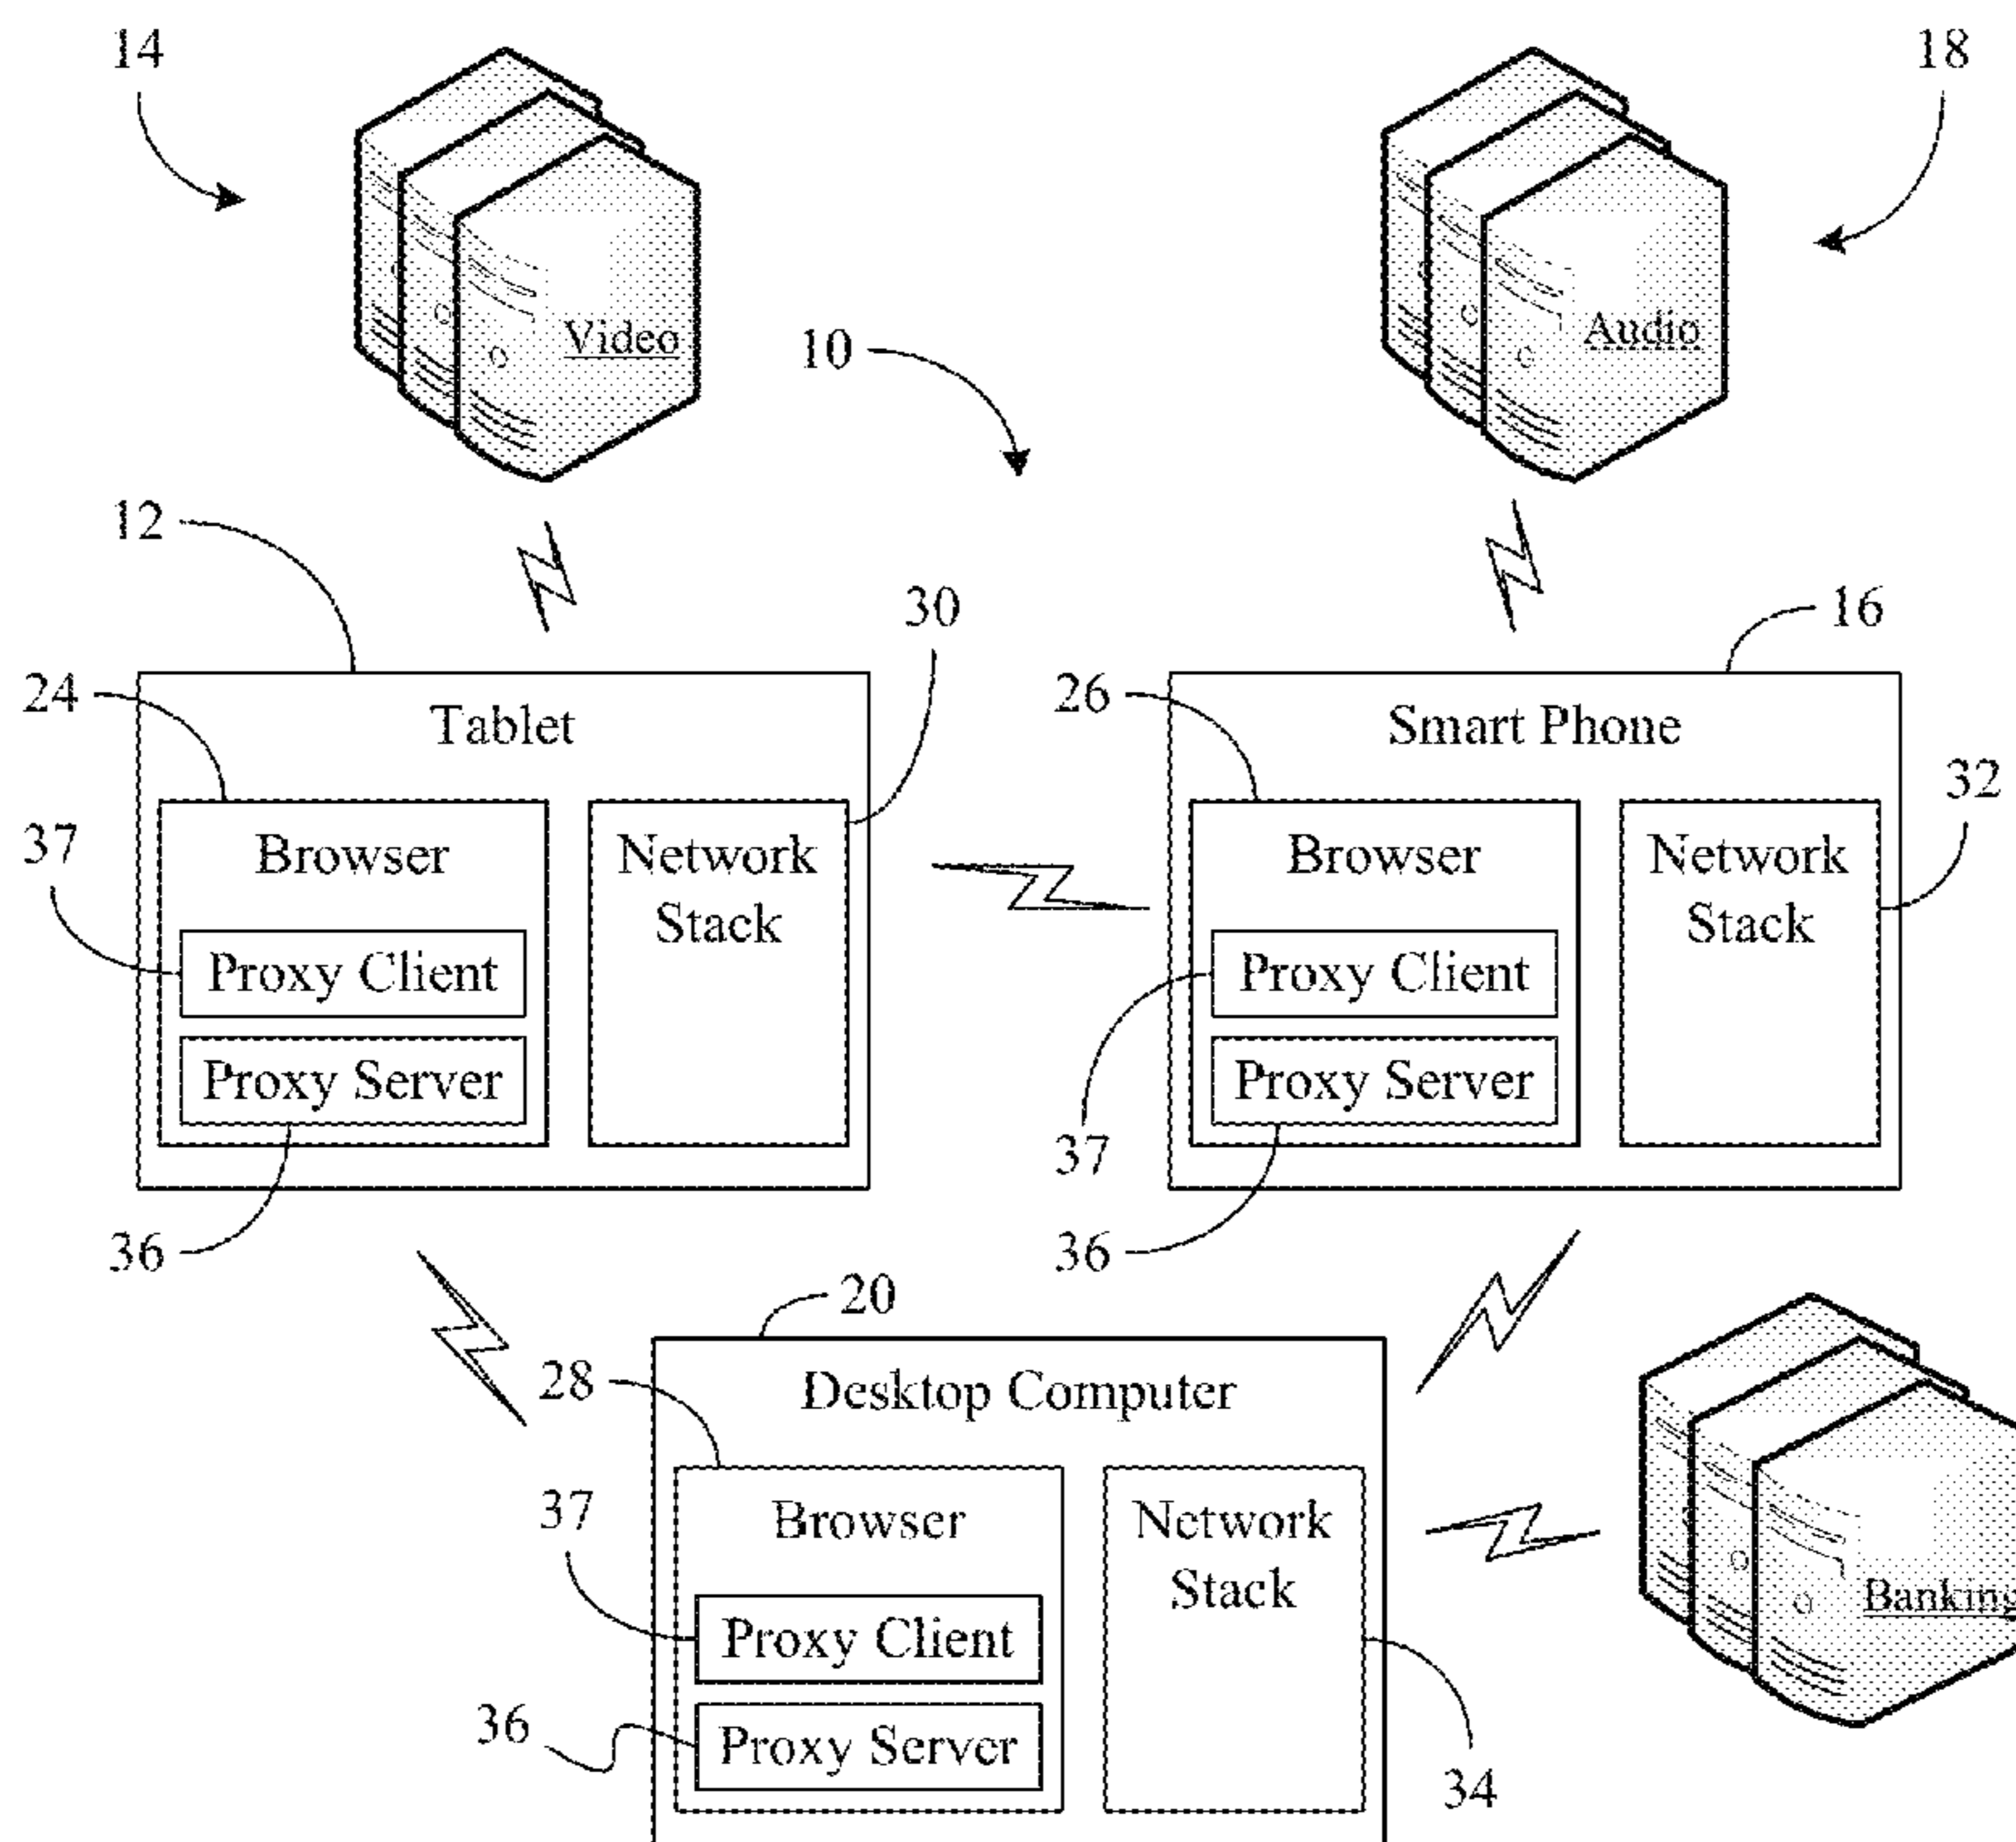 14
18
Video
Audio
10
12
30
16
24
Tablet
26
Smart Phone
32
37
Browser
Network
Stack
Proxy Client
Proxy Server
Browser
Network
Stack
Proxy Client
Proxy Server
37
36
36
20
28
Desktop Computer
37
Browser
Network
Stack
Proxy Client
Banking
36
Proxy Server
34